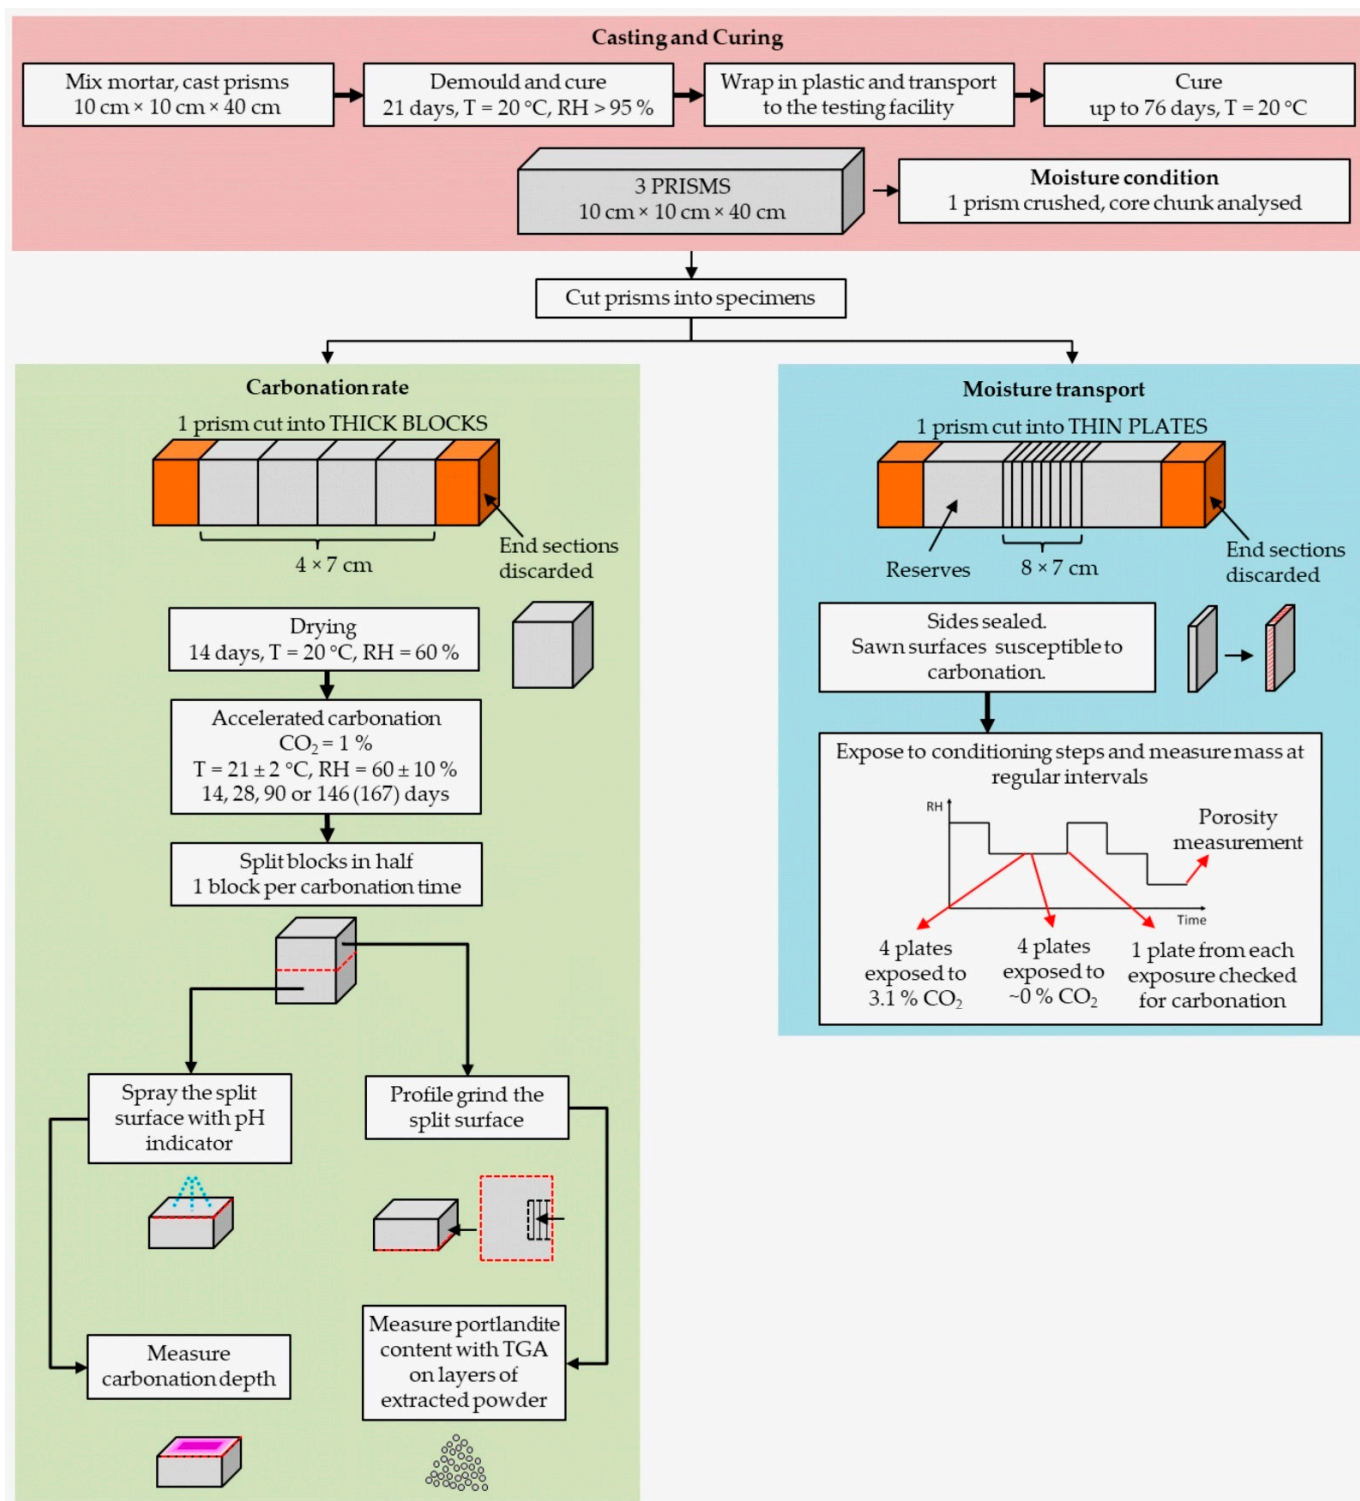 Casting and Curing
Mix mortar, cast prisms
10 cm × 10 cm × 40 cm
Demould and cure
21 days, T = 20 °C, RH > 95 %
Wrap in plastic and transport
to the testing facility
Cure
up to 76 days, T = 20 °C
3 PRISMS
10 cm × 10 cm × 40 cm
Moisture condition
1 prism crushed, core chunk analysed
Cut prisms into specimens
Carbonation rate
1 prism cut into THICK BLOCKS
4 × 7 cm
End sections
discarded
Drying
14 days, T = 20 °C, RH = 60 %
Accelerated carbonation
CO₂ = 1 %
T = 21 ± 2 °C, RH = 60 ± 10 %
14, 28, 90 or 146 (167) days
Split blocks in half
1 block per carbonation time
Spray the split
surface with pH
indicator
Profile grind the
split surface
Measure
carbonation depth
Measure portlandite
content with TGA
on layers of
extracted powder
Moisture transport
1 prism cut into THIN PLATES
Reserves
8 × 7 cm
End sections
discarded
Sides sealed.
Sawn surfaces susceptible to
carbonation.
Expose to conditioning steps and measure mass at
regular intervals
RH
Porosity
measurement
Time
4 plates
exposed to
3.1 % CO₂
4 plates
exposed to
~0 % CO₂
1 plate from each
exposure checked
for carbonation